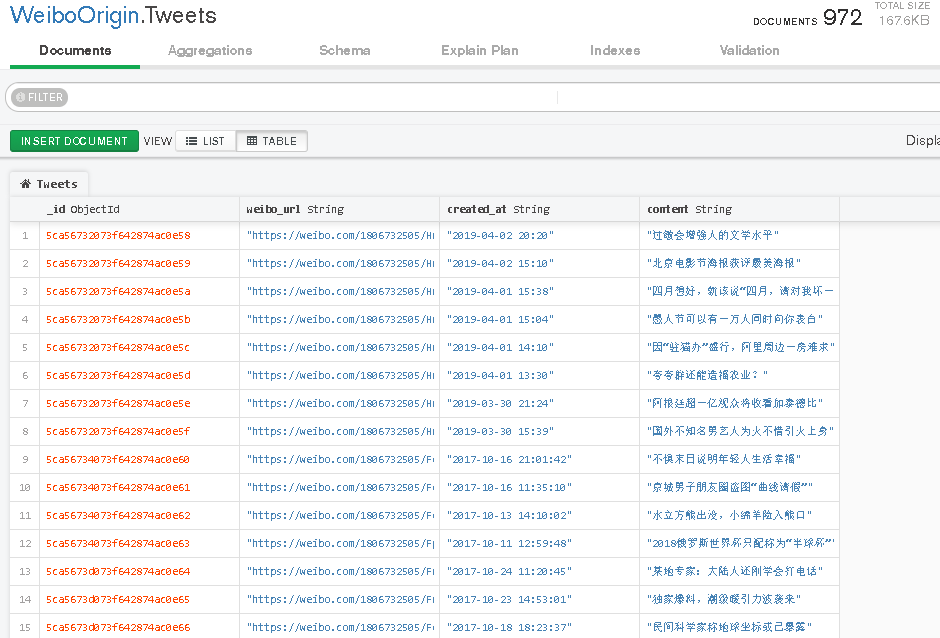 WeiboOrigin.Tweets
DOCUMENTS 972
TOTAL SIZE
167.6KB
Documents Aggregations Schema Explain Plan Indexes Validation
FILTER
INSERT DOCUMENT VIEW LIST TABLE Displa
Tweets
_id ObjectId weibo_url String created_at String content String
1 5ca56732073f642874ac0e58 "https://weibo.com/1806732505/H "2019-04-02 20:20" "过敏会增强人的文学水平"
2 5ca56732073f642874ac0e59 "https://weibo.com/1806732505/H "2019-04-02 15:10" "北京电影节海报获评最美海报"
3 5ca56732073f642874ac0e5a "https://weibo.com/1806732505/H "2019-04-01 15:38" "四月想好，就该说“四月，请对我坏一
4 5ca56732073f642874ac0e5b "https://weibo.com/1806732505/H "2019-04-01 15:04" "愚人节可以有一万人同时向你表白"
5 5ca56732073f642874ac0e5c "https://weibo.com/1806732505/H "2019-04-01 14:10" "因“驻猫办”盛行，阿里周边一房难求"
6 5ca56732073f642874ac0e5d "https://weibo.com/1806732505/H "2019-04-01 13:30" "夸夸群还能造福农业？"
7 5ca56732073f642874ac0e5e "https://weibo.com/1806732505/H "2019-03-30 21:24" "阿根廷超一亿观众将收看加泰德比"
8 5ca56732073f642874ac0e5f "https://weibo.com/1806732505/H "2019-03-30 15:39" "国外不知名男艺人为火不惜引火上身"
9 5ca56734073f642874ac0e60 "https://weibo.com/1806732505/F "2017-10-16 21:01:42" "不惧末日说明年轻人生活幸福"
10 5ca56734073f642874ac0e61 "https://weibo.com/1806732505/F "2017-10-16 11:35:10" "京城男子朋友圈盗图“曲线请假”"
11 5ca56734073f642874ac0e62 "https://weibo.com/1806732505/F "2017-10-13 14:10:02" "水立方熊出没，小绵羊险入熊口"
12 5ca56734073f642874ac0e63 "https://weibo.com/1806732505/F "2017-10-11 12:59:48" "2018俄罗斯世界杯只配称为“半球杯”"
13 5ca5673d073f642874ac0e64 "https://weibo.com/1806732505/F "2017-10-24 11:20:45" "某地专家：大陆人还刚学会打电话"
14 5ca5673d073f642874ac0e65 "https://weibo.com/1806732505/F "2017-10-23 14:53:01" "独家爆料，潮级暖引力波袭来"
15 5ca5673d073f642874ac0e66 "https://weibo.com/1806732505/F "2017-10-18 18:23:37" "民间科学家称地球坐标或已暴露"